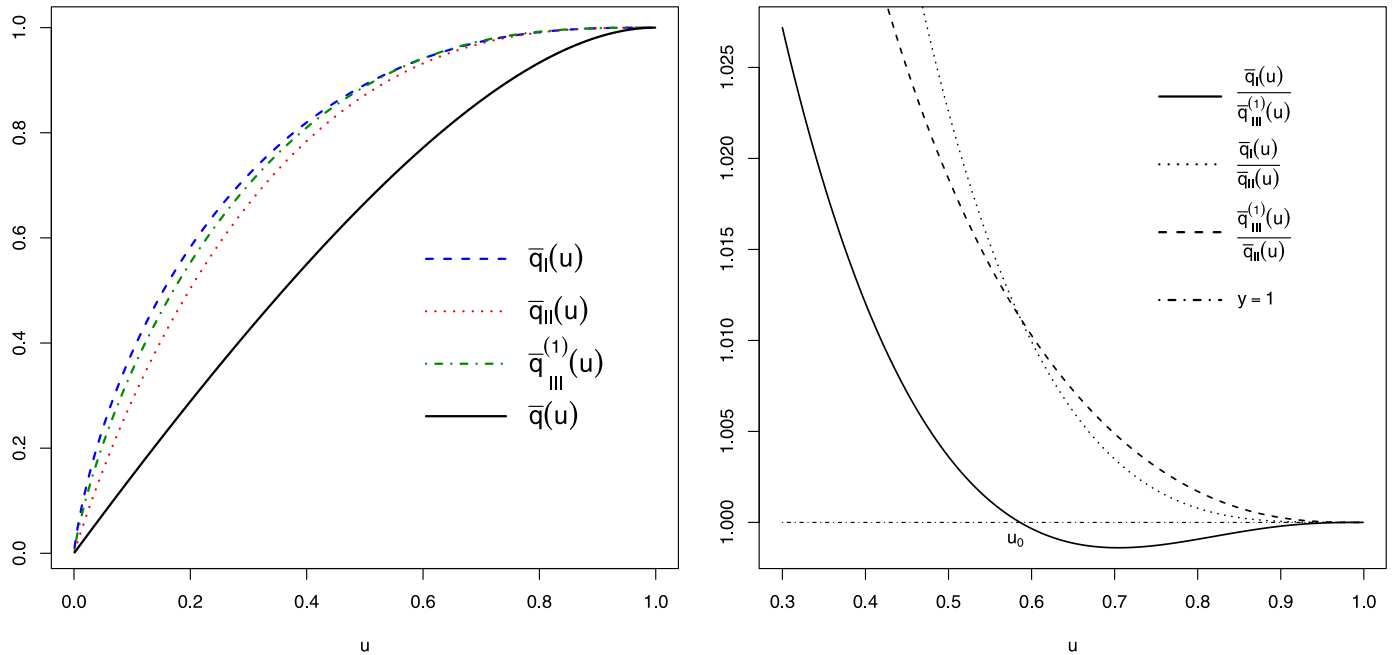 1.0
0.8
0.6
0.4
0.2
0.0
q̅I(u)
q̅II(u)
q̅III(1)(u)
q̅(u)
0.0 0.2 0.4 0.6 0.8 1.0
u
1.025
1.020
1.015
1.010
1.005
1.000
q̅I(u)
q̅III(1)(u)
q̅I(u)
q̅II(u)
q̅III(1)(u)
q̅II(u)
y = 1
u0
0.3 0.4 0.5 0.6 0.7 0.8 0.9 1.0
u